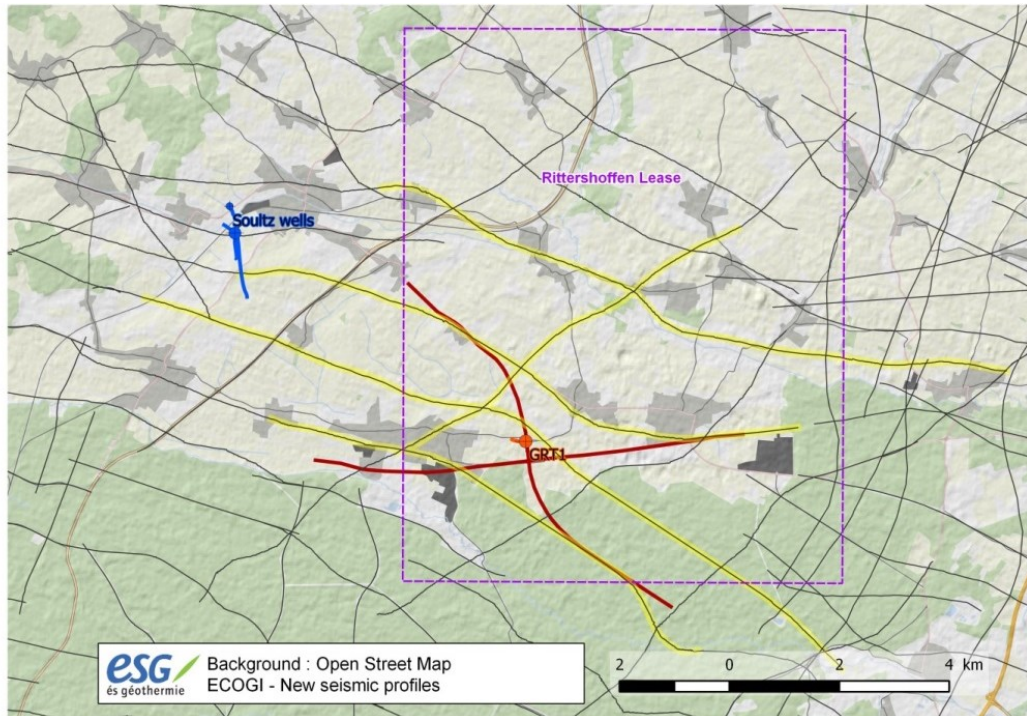 Rittershoffen Lease
Soultz wells
GRT1
esg
és géothermie
Background : Open Street Map
ECOGI - New seismic profiles
2 0 2 4 km